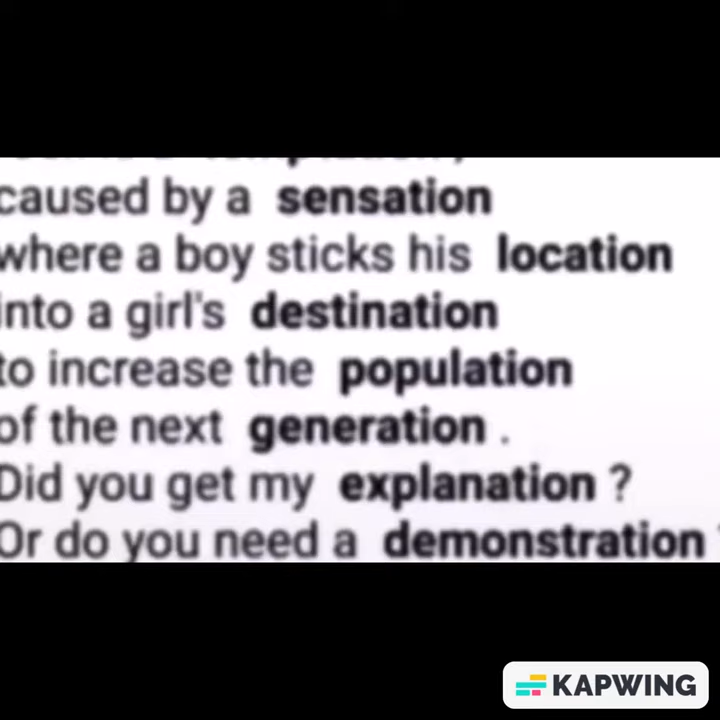 caused by a sensation
where a boy sticks his location
into a girl's destination
to increase the population
of the next generation .
Did you get my explanation ?
Or do you need a demonstration
KAPWING